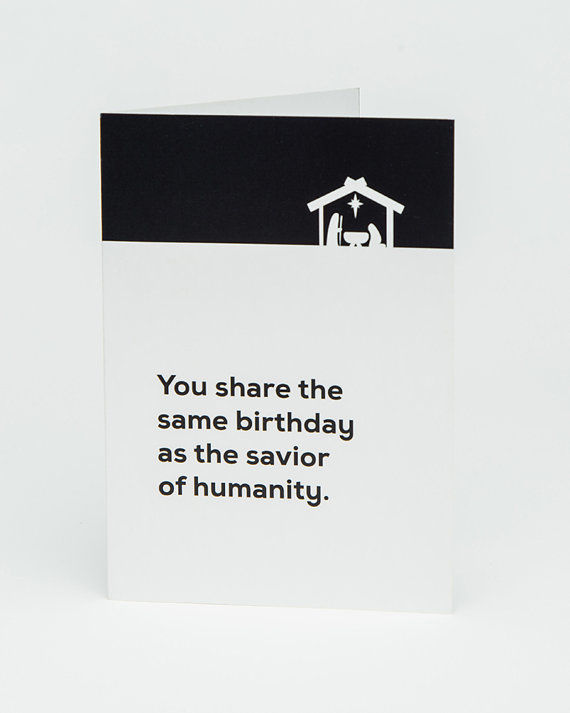 You share the
same birthday
as the savior
of humanity.